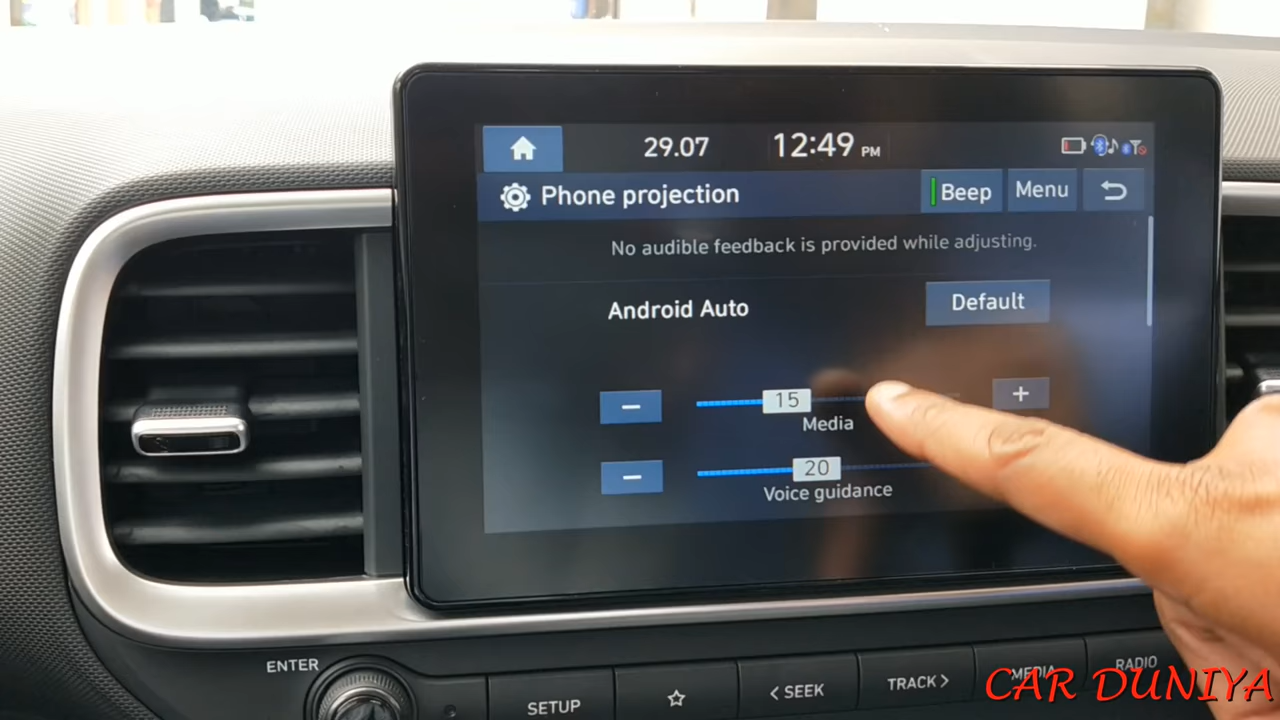 29.07
12:49 PM
Phone projection
Beep
Menu
No audible feedback is provided while adjusting.
Android Auto
Default
− 15 +
Media
− 20
Voice guidance
ENTER
SETUP
< SEEK
TRACK >
MEDIA
RADIO
CAR DUNIYA